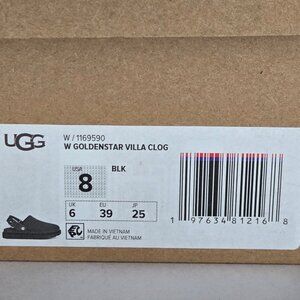 UGG
W / 1169590
W GOLDENSTAR VILLA CLOG
USA
8
BLK
UK EU JP
6 39 25
MADE IN VIETNAM
FABRIQUÉ AU VIETNAM
1 97634 81216 8